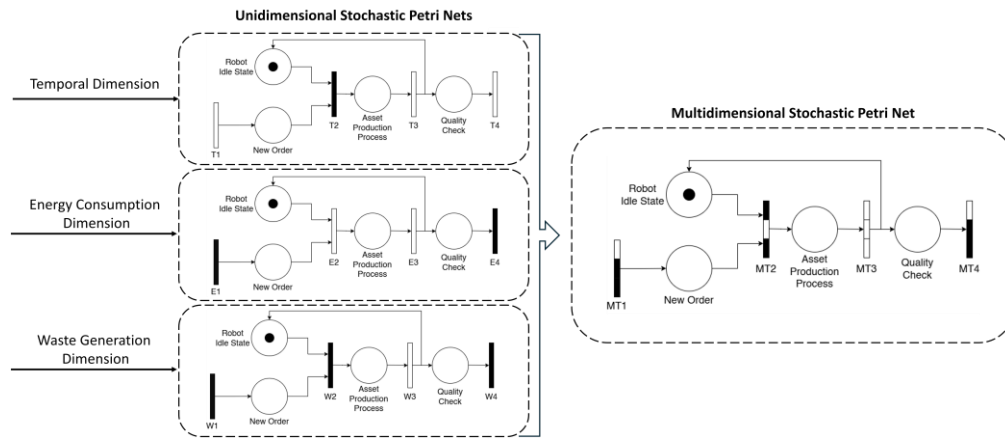 Unidimensional Stochastic Petri Nets
Temporal Dimension
Robot
Idle State
T1
New Order
T2
Asset
Production
Process
T3
Quality
Check
T4
Energy Consumption
Dimension
Robot
Idle State
E1
New Order
E2
Asset
Production
Process
E3
Quality
Check
E4
Waste Generation
Dimension
Robot
Idle State
W1
New Order
W2
Asset
Production
Process
W3
Quality
Check
W4
Multidimensional Stochastic Petri Net
Robot
Idle State
MT1
New Order
MT2
Asset
Production
Process
MT3
Quality
Check
MT4